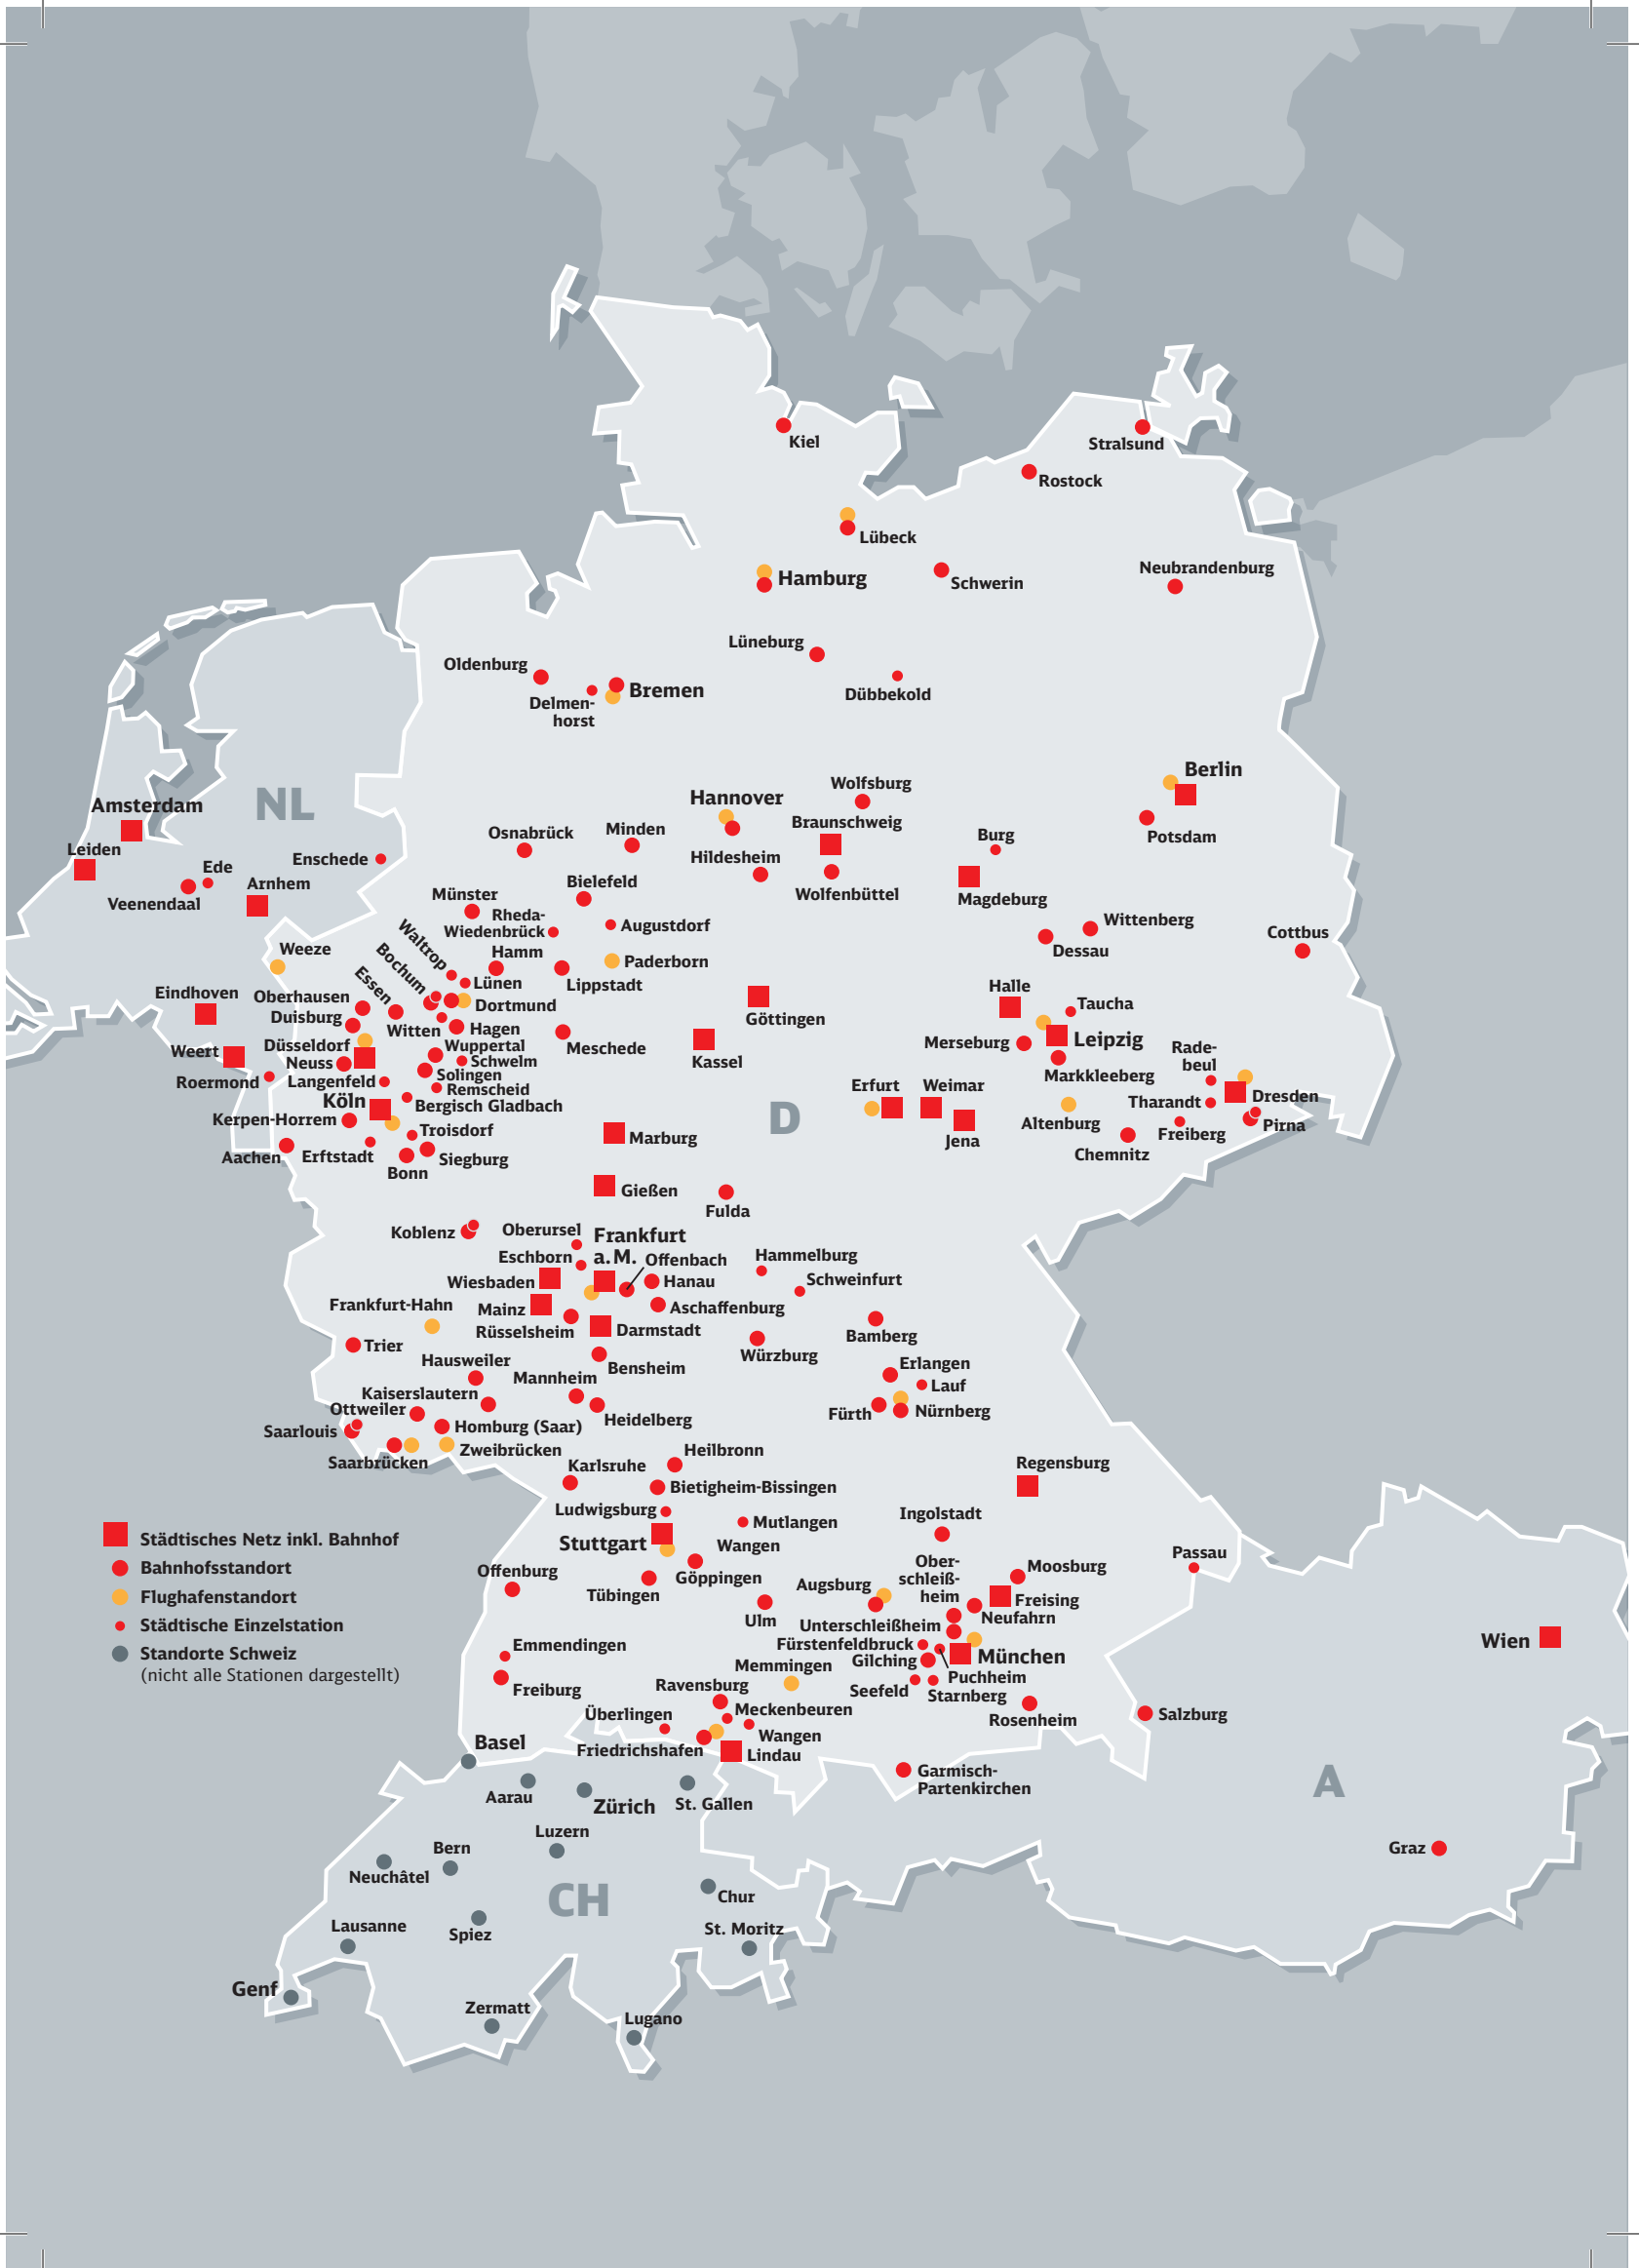 Kiel
Stralsund
Rostock
Lübeck
Hamburg
Schwerin
Neubrandenburg
Lüneburg
Oldenburg
Bremen
Delmen-
horst
Dübbekold
Berlin
Potsdam
Hannover
Wolfsburg
Braunschweig
NL
Amsterdam
Leiden
Osnabrück
Minden
Burg
Enschede
Ede
Hildesheim
Arnhem
Veenendaal
Bielefeld
Wolfenbüttel
Magdeburg
Münster
Rheda-
Wiedenbrück
Augustdorf
Wittenberg
Cottbus
Waltrop
Weeze
Hamm
Paderborn
Dessau
Bochum
Essen
Lünen
Lippstadt
Eindhoven
Oberhausen
Dortmund
Halle
Göttingen
Taucha
Duisburg
Witten
Hagen
Weert
Düsseldorf
Wuppertal
Meschede
Kassel
Merseburg
Leipzig
Neuss
Schwelm
Rade-
beul
Roermond
Langenfeld
Solingen
Markkleeberg
Remscheid
Erfurt
Weimar
Köln
Bergisch Gladbach
Dresden
Tharandt
Kerpen-Horrem
D
Altenburg
Freiberg
Pirna
Troisdorf
Marburg
Jena
Aachen
Erftstadt
Siegburg
Chemnitz
Bonn
Gießen
Fulda
Koblenz
Oberursel
Frankfurt
a.M.
Eschborn
Offenbach
Hammelburg
Wiesbaden
Hanau
Schweinfurt
Frankfurt-Hahn
Mainz
Aschaffenburg
Rüsselsheim
Darmstadt
Bamberg
Trier
Würzburg
Hausweiler
Bensheim
Erlangen
Mannheim
Lauf
Kaiserslautern
Ottweiler
Heidelberg
Fürth
Nürnberg
Saarlouis
Homburg (Saar)
Saarbrücken
Zweibrücken
Heilbronn
Karlsruhe
Regensburg
Bietigheim-Bissingen
Ludwigsburg
Ingolstadt
Mutlangen
Stuttgart
Wangen
Städtisches Netz inkl. Bahnhof
Bahnhofsstandort
Flughafenstandort
Städtische Einzelstation
Standorte Schweiz
(nicht alle Stationen dargestellt)
Passau
Offenburg
Göppingen
Ober-
schleiß-
heim
Moosburg
Tübingen
Augsburg
Freising
Ulm
Neufahrn
Unterschleißheim
Emmendingen
Fürstenfeldbruck
Wien
Gilching
München
Memmingen
Puchheim
Freiburg
Ravensburg
Seefeld
Starnberg
Meckenbeuren
Überlingen
Rosenheim
Salzburg
Wangen
Basel
Friedrichshafen
Lindau
Garmisch-
Partenkirchen
A
Aarau
Zürich
St. Gallen
Luzern
Graz
Bern
Neuchâtel
CH
Chur
Lausanne
Spiez
St. Moritz
Genf
Zermatt
Lugano